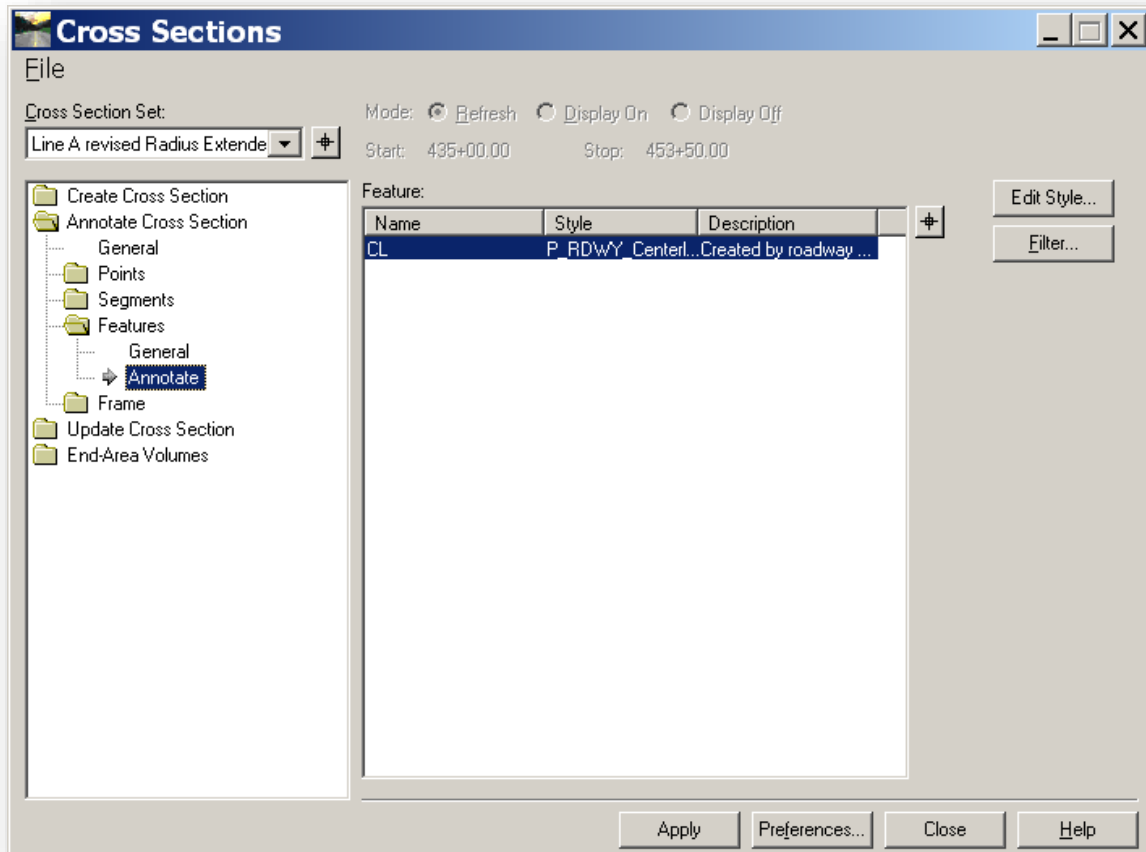 Cross Sections
File
Cross Section Set:
Line A revised Radius Extende
Mode: Refresh Display On Display Off
Start: 435+00.00 Stop: 453+50.00
Create Cross Section
Annotate Cross Section
General
Points
Segments
Features
General
Annotate
Frame
Update Cross Section
End-Area Volumes
Feature:
Name Style Description
CL P_RDWY_Centerl... Created by roadway ...
Edit Style...
Filter...
Apply Preferences... Close Help